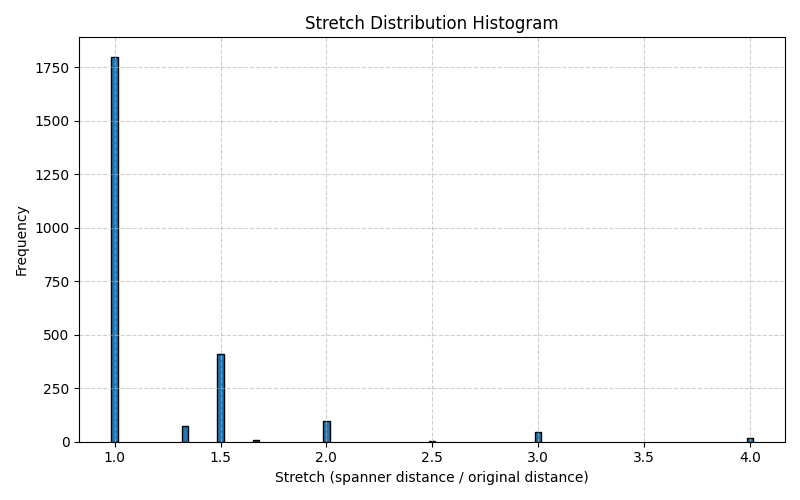 Stretch Distribution Histogram
Frequency
1750
1500
1250
1000
750
500
250
0
1.0 1.5 2.0 2.5 3.0 3.5 4.0
Stretch (spanner distance / original distance)